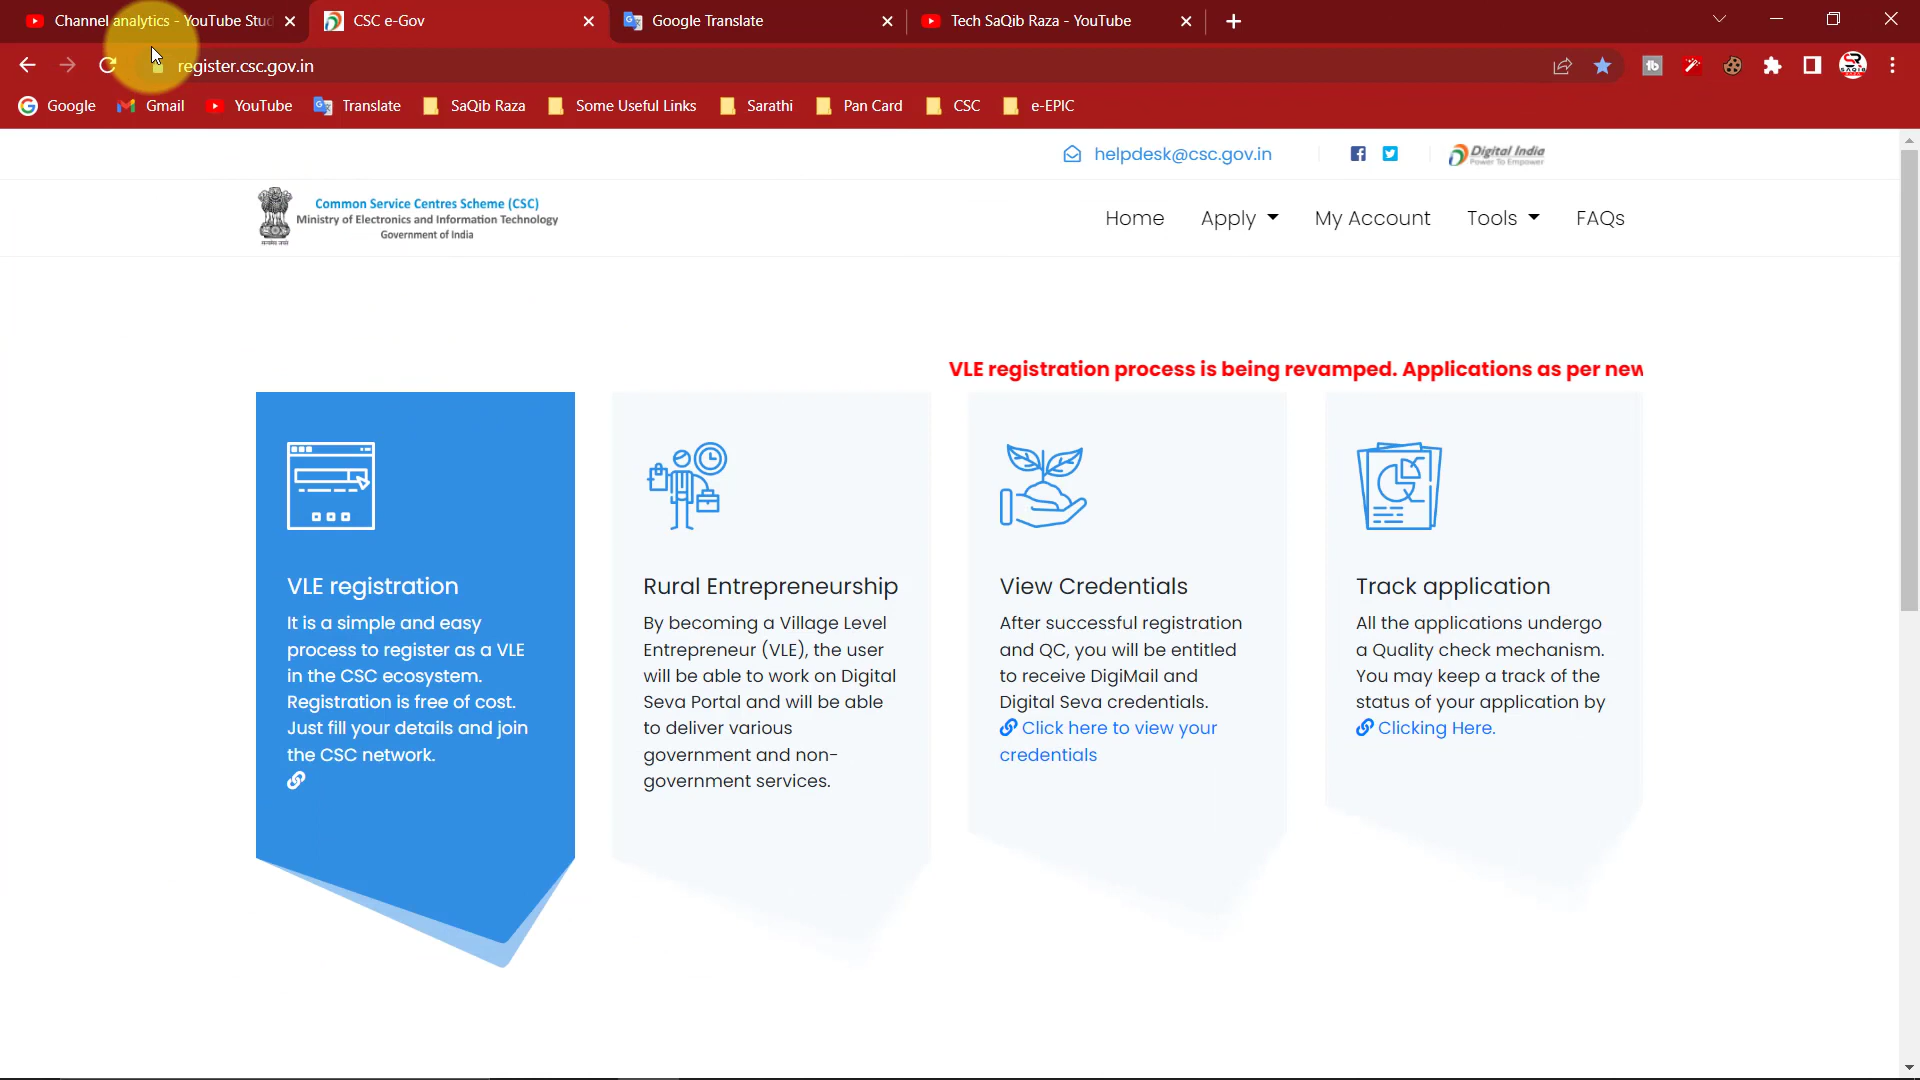 Channel analytics - YouTube Stud
CSC e-Gov
Google Translate
Tech SaQib Raza - YouTube
register.csc.gov.in
Google
Gmail
YouTube
Translate
SaQib Raza
Some Useful Links
Sarathi
Pan Card
CSC
e-EPIC
helpdesk@csc.gov.in
Digital India
Power To Empower
Common Service Centres Scheme (CSC)
Ministry of Electronics and Information Technology
Government of India
सत्यमेव जयते
Home
Apply
My Account
Tools
FAQs
VLE registration process is being revamped. Applications as per new
VLE registration
It is a simple and easy
process to register as a VLE
in the CSC ecosystem.
Registration is free of cost.
Just fill your details and join
the CSC network.
Rural Entrepreneurship
By becoming a Village Level
Entrepreneur (VLE), the user
will be able to work on Digital
Seva Portal and will be able
to deliver various
government and non-
government services.
View Credentials
After successful registration
and QC, you will be entitled
to receive DigiMail and
Digital Seva credentials.
Click here to view your
credentials
Track application
All the applications undergo
a Quality check mechanism.
You may keep a track of the
status of your application by
Clicking Here.